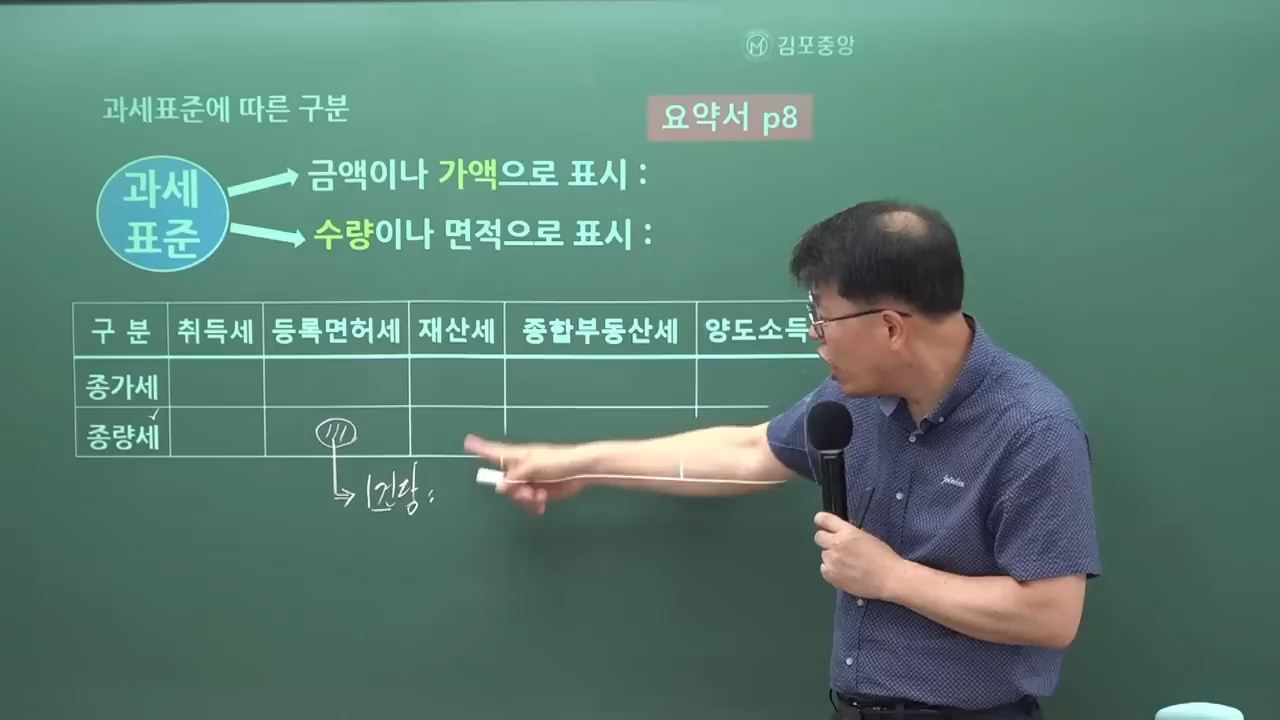 김포중앙
과세표준에 따른 구분
요약서 p8
과세
표준
금액이나 가액으로 표시 :
수량이나 면적으로 표시 :
구 분 취득세 등록면허세 재산세 종합부동산세 양도소득
종가세
종량세
1건당 :